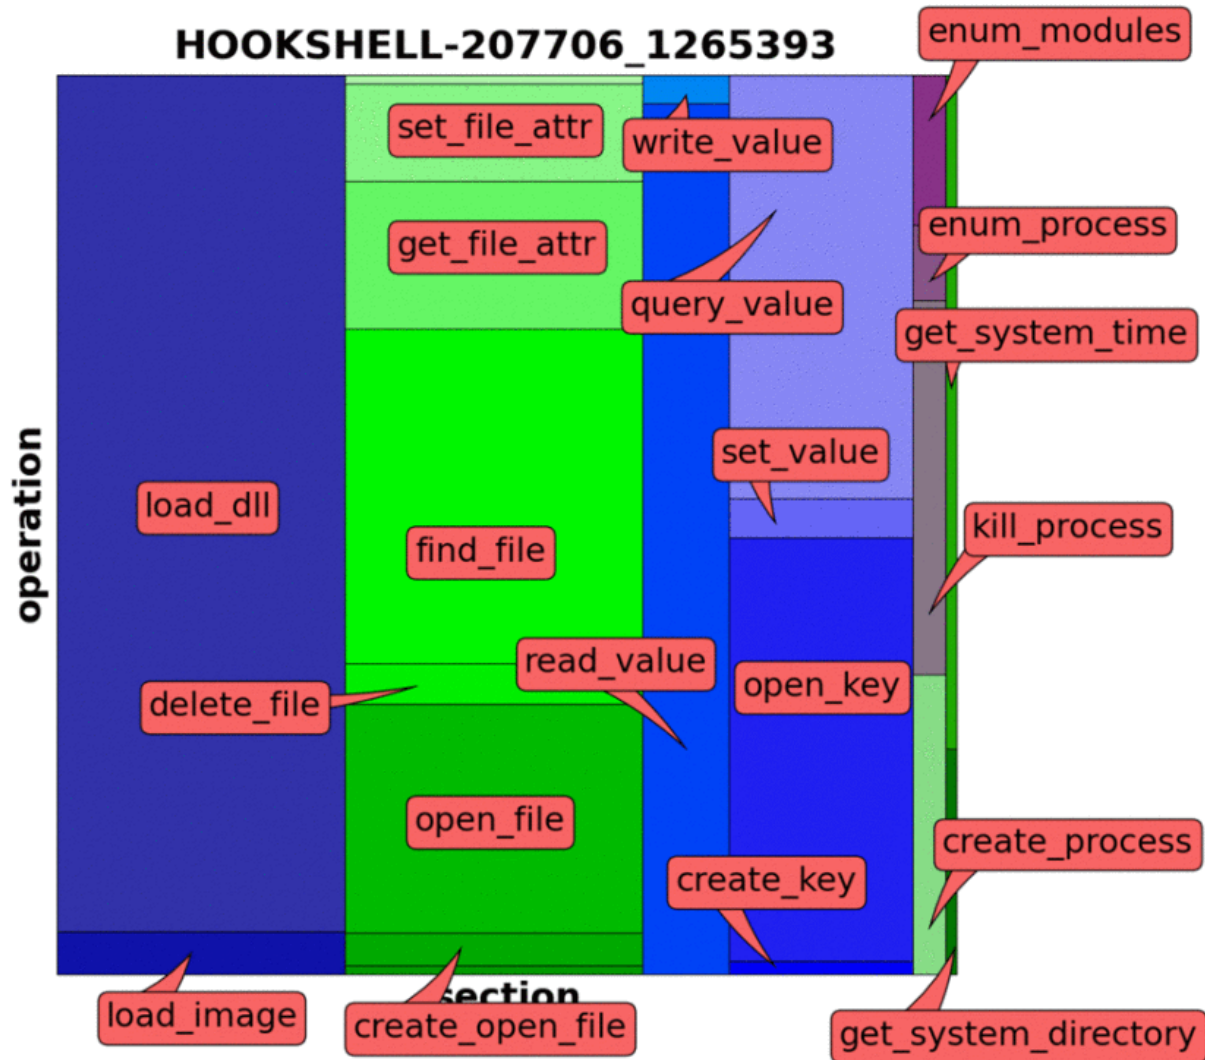 HOOKSHELL-207706_1265393
enum_modules
set_file_attr
write_value
get_file_attr
enum_process
query_value
get_system_time
set_value
load_dll
find_file
kill_process
operation
read_value
open_key
delete_file
open_file
create_process
create_key
section
load_image
create_open_file
get_system_directory